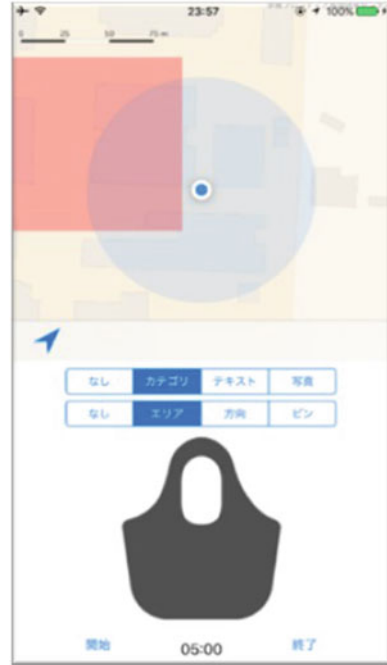 23:57 100%
0 25 50 75 m
なし カテゴリ テキスト 写真
なし エリア 方向 ピン
開始 05:00 終了